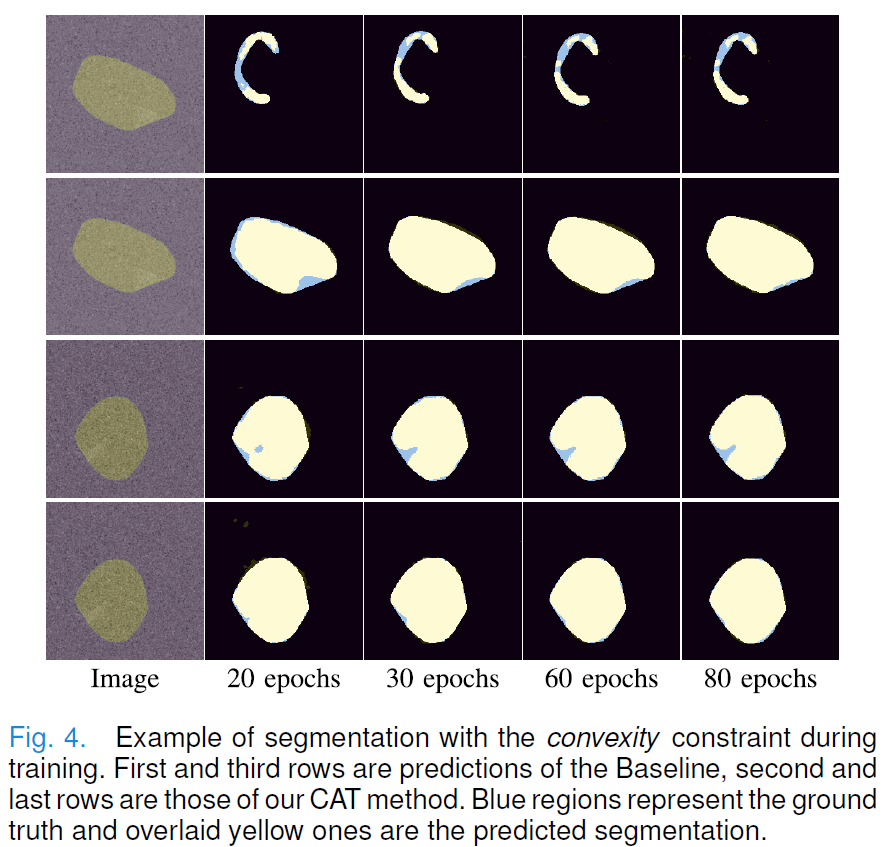 Image 20 epochs 30 epochs 60 epochs 80 epochs
Fig. 4. Example of segmentation with the convexity constraint during
training. First and third rows are predictions of the Baseline, second and
last rows are those of our CAT method. Blue regions represent the ground
truth and overlaid yellow ones are the predicted segmentation.